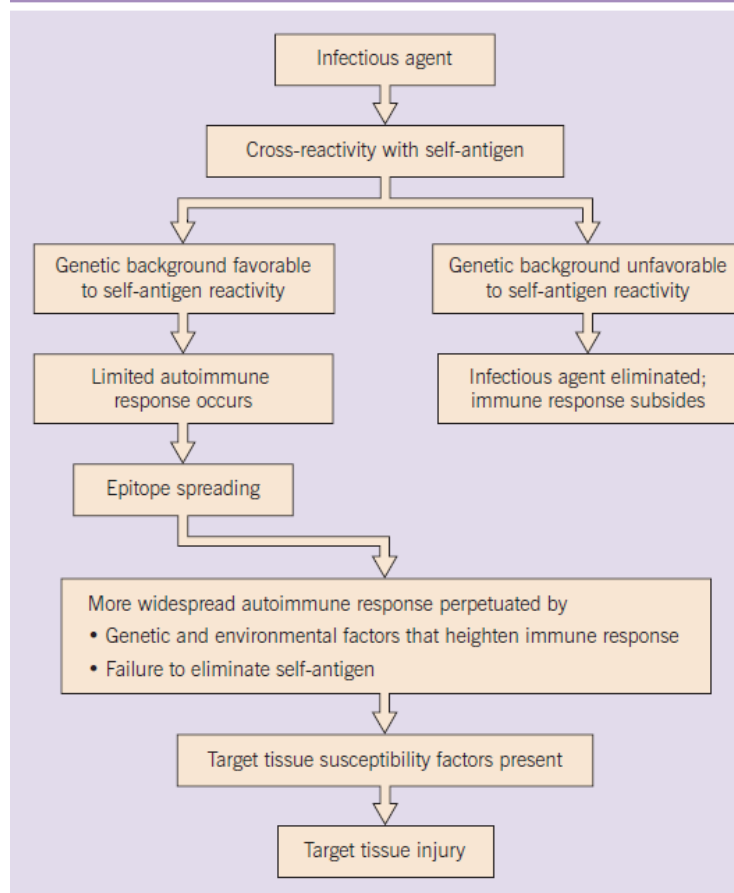 Infectious agent
Cross-reactivity with self-antigen
Genetic background favorable
to self-antigen reactivity
Genetic background unfavorable
to self-antigen reactivity
Limited autoimmune
response occurs
Infectious agent eliminated;
immune response subsides
Epitope spreading
More widespread autoimmune response perpetuated by
• Genetic and environmental factors that heighten immune response
• Failure to eliminate self-antigen
Target tissue susceptibility factors present
Target tissue injury